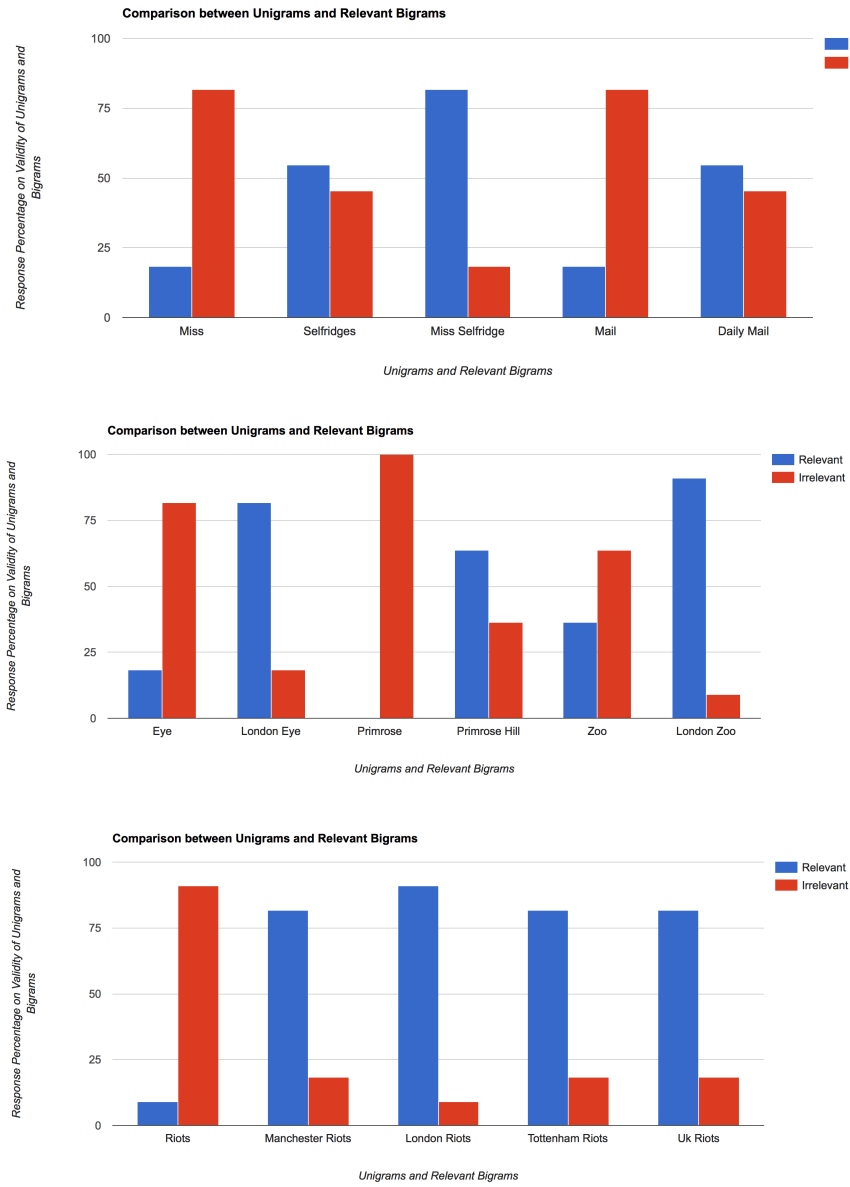 Comparison between Unigrams and Relevant Bigrams
Response Percentage on Validity of Unigrams and
Bigrams
100
75
50
25
0
Miss Selfridges Miss Selfridge Mail Daily Mail
Unigrams and Relevant Bigrams
Comparison between Unigrams and Relevant Bigrams
Response Percentage on Validity of Unigrams and
Bigrams
100
75
50
25
0
Relevant
Irrelevant
Eye London Eye Primrose Primrose Hill Zoo London Zoo
Unigrams and Relevant Bigrams
Comparison between Unigrams and Relevant Bigrams
Response Percentage on Validity of Unigrams and
Bigrams
100
75
50
25
0
Relevant
Irrelevant
Riots Manchester Riots London Riots Tottenham Riots Uk Riots
Unigrams and Relevant Bigrams